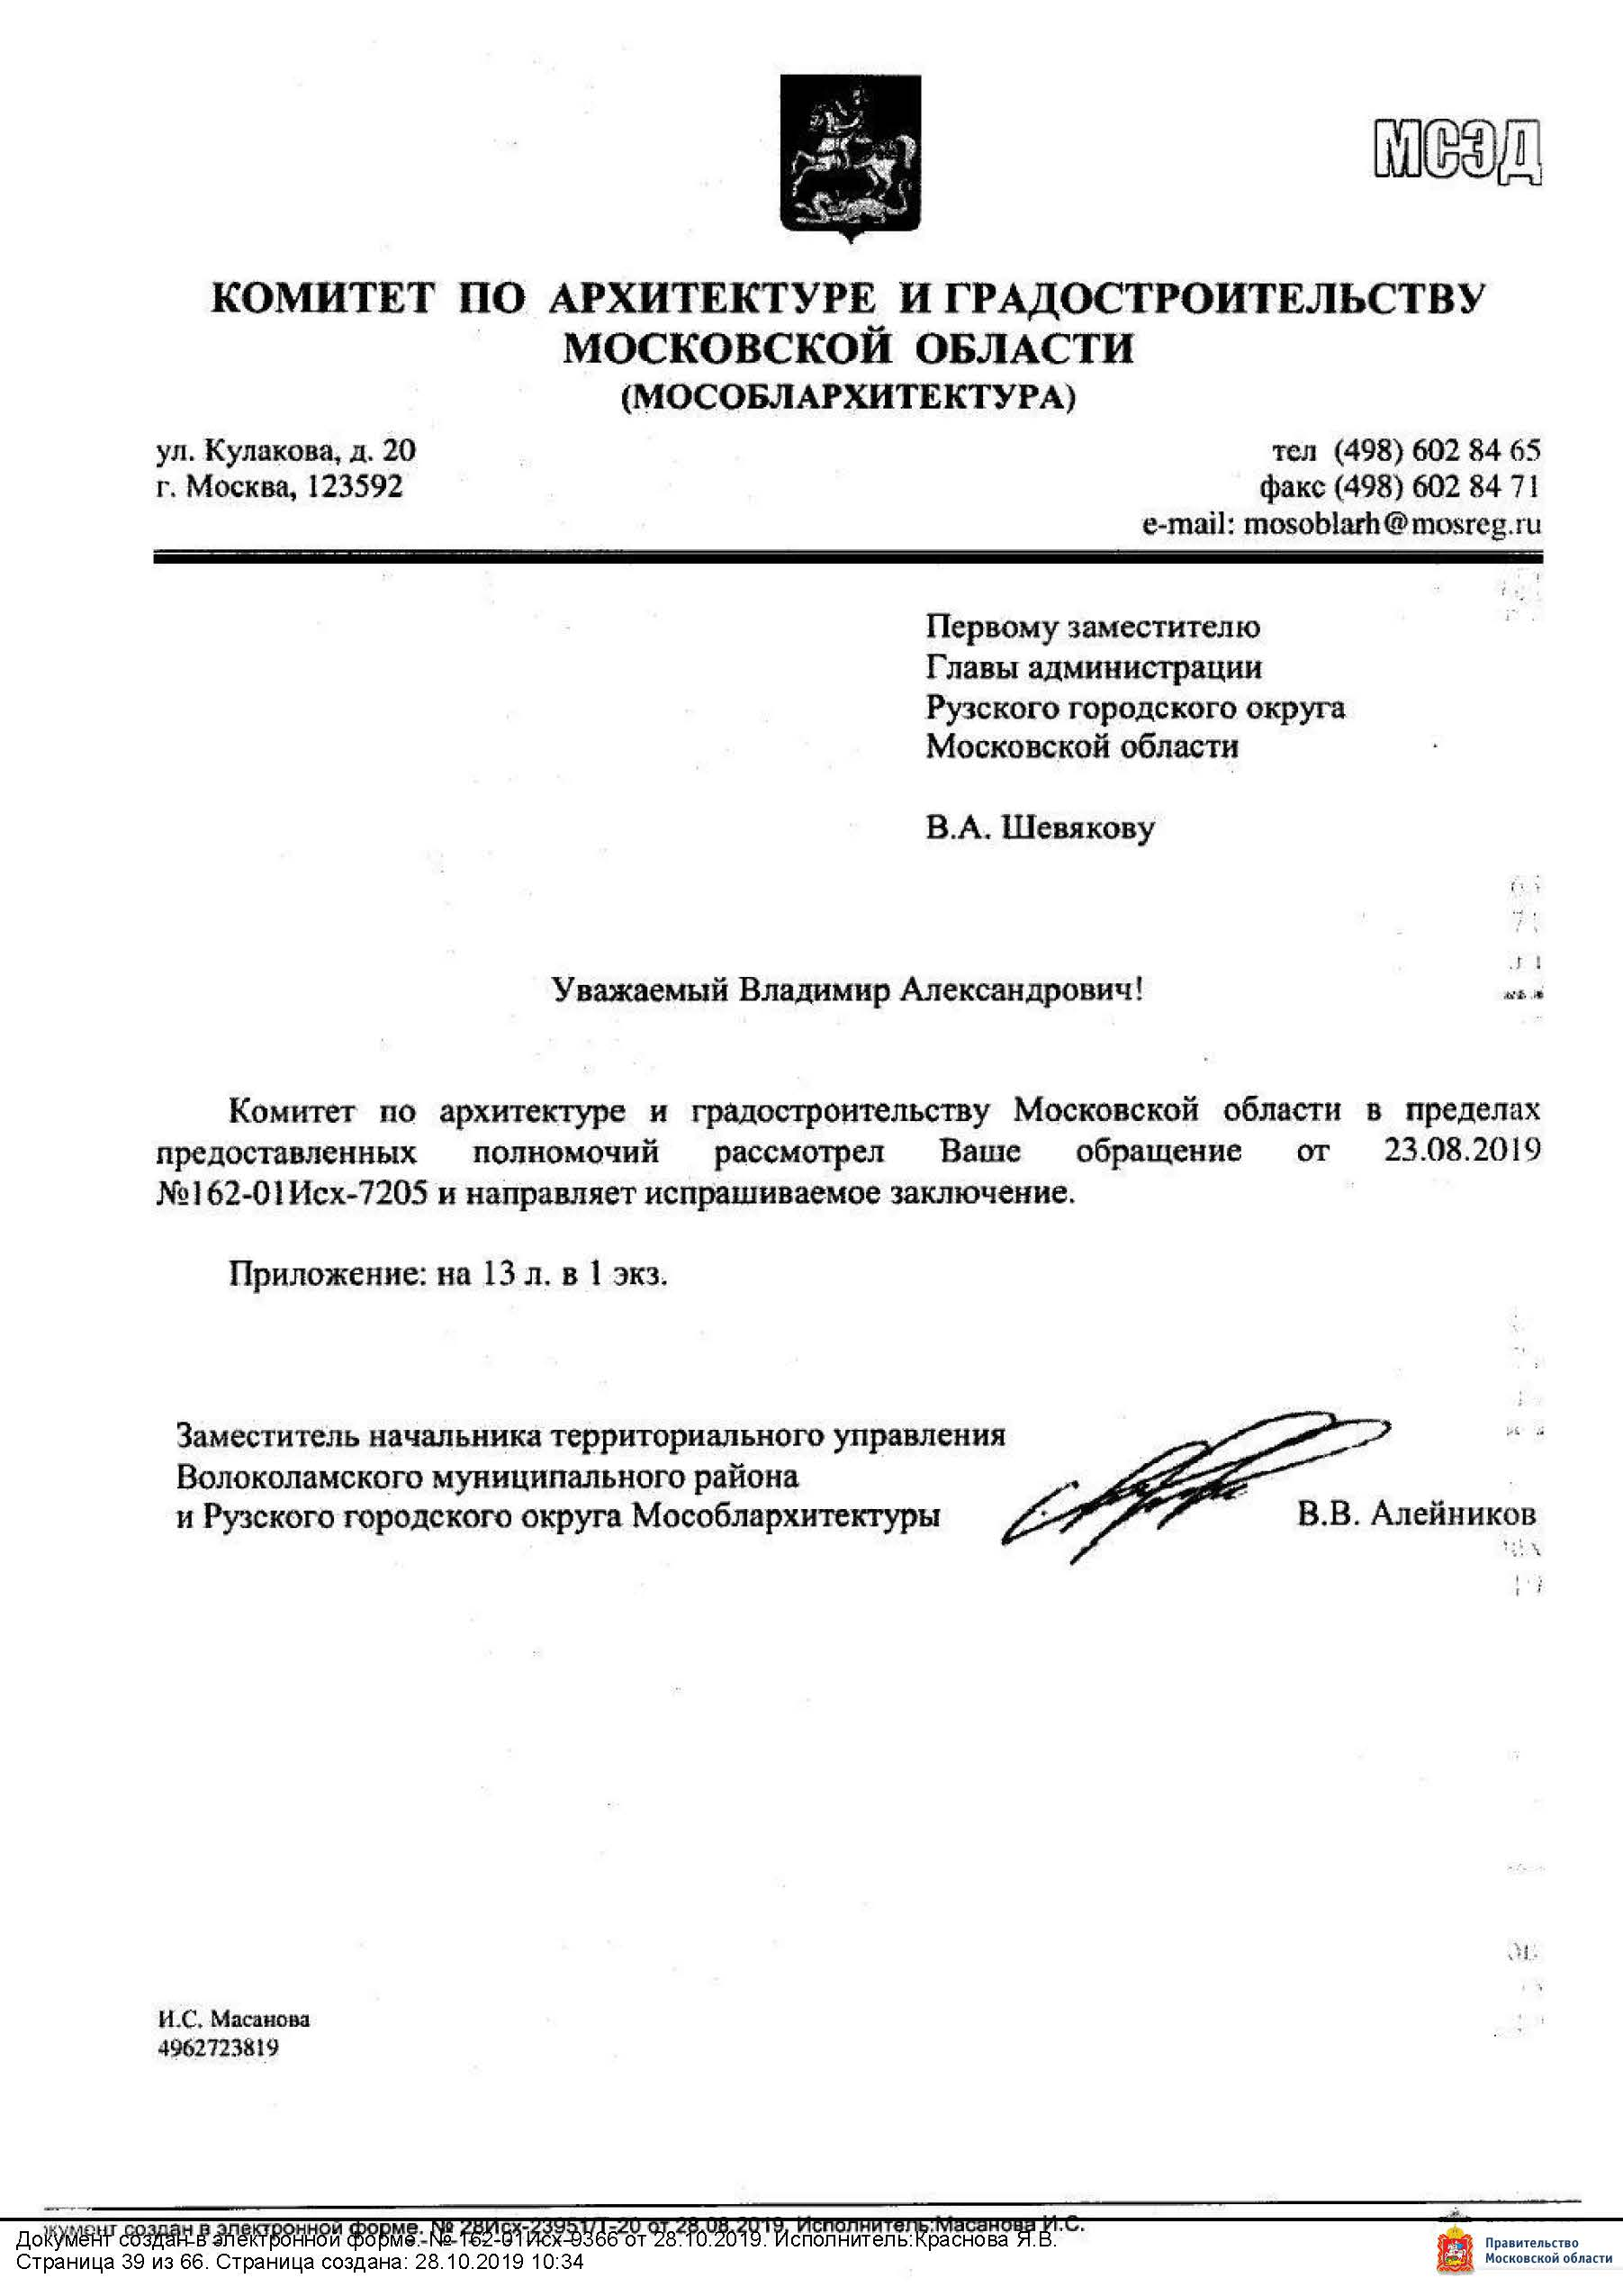 МСЭД
КОМИТЕТ ПО АРХИТЕКТУРЕ И ГРАДОСТРОИТЕЛЬСТВУ
МОСКОВСКОЙ ОБЛАСТИ
(МОСОБЛАРХИТЕКТУРА)
ул. Кулакова, д. 20
г. Москва, 123592
тел (498) 602 84 65
факс (498) 602 84 71
e-mail: mosoblarh@mosreg.ru
Первому заместителю
Главы администрации
Рузского городского округа
Московской области
В.А. Шевякову
Уважаемый Владимир Александрович!
Комитет по архитектуре и градостроительству Московской области в пределах
предоставленных полномочий рассмотрел Ваше обращение от 23.08.2019
№162-01Исх-7205 и направляет испрашиваемое заключение.
Приложение: на 13 л. в 1 экз.
Заместитель начальника территориального управления
Волоколамского муниципального района
и Рузского городского округа Мособлархитектуры
В.В. Алейников
И.С. Масанова
4962723819
создан в электронной форме. № 28Исх-23951/Т-20 от 28.08.2019. Исполнитель:Масанова И.С.
Документ создан в электронной форме. № 162-01Исх-9366 от 28.10.2019. Исполнитель:Краснова Я.В.
Страница 39 из 66. Страница создана: 28.10.2019 10:34
Правительство
Московской области